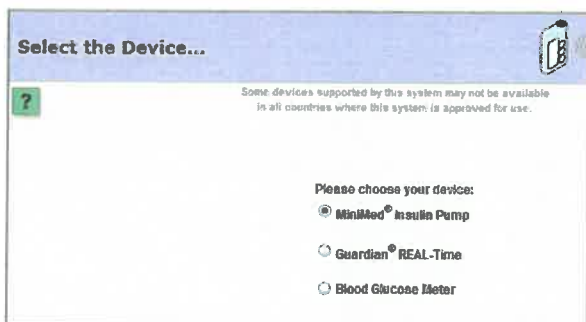 Select the Device...
?
Some devices supported by this system may not be available
in all countries where this system is approved for use.
Please choose your device:
MiniMed® Insulin Pump
Guardian® REAL-Time
Blood Glucose Meter